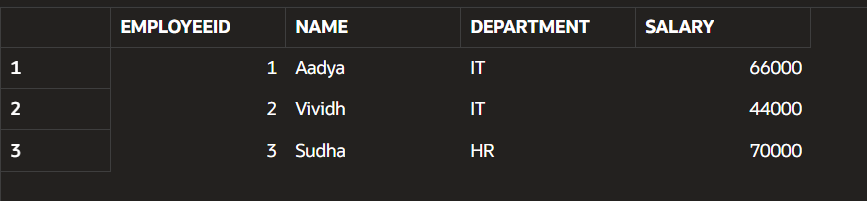 EMPLOYEEID NAME DEPARTMENT SALARY
1 1 Aadya IT 66000
2 2 Vividh IT 44000
3 3 Sudha HR 70000